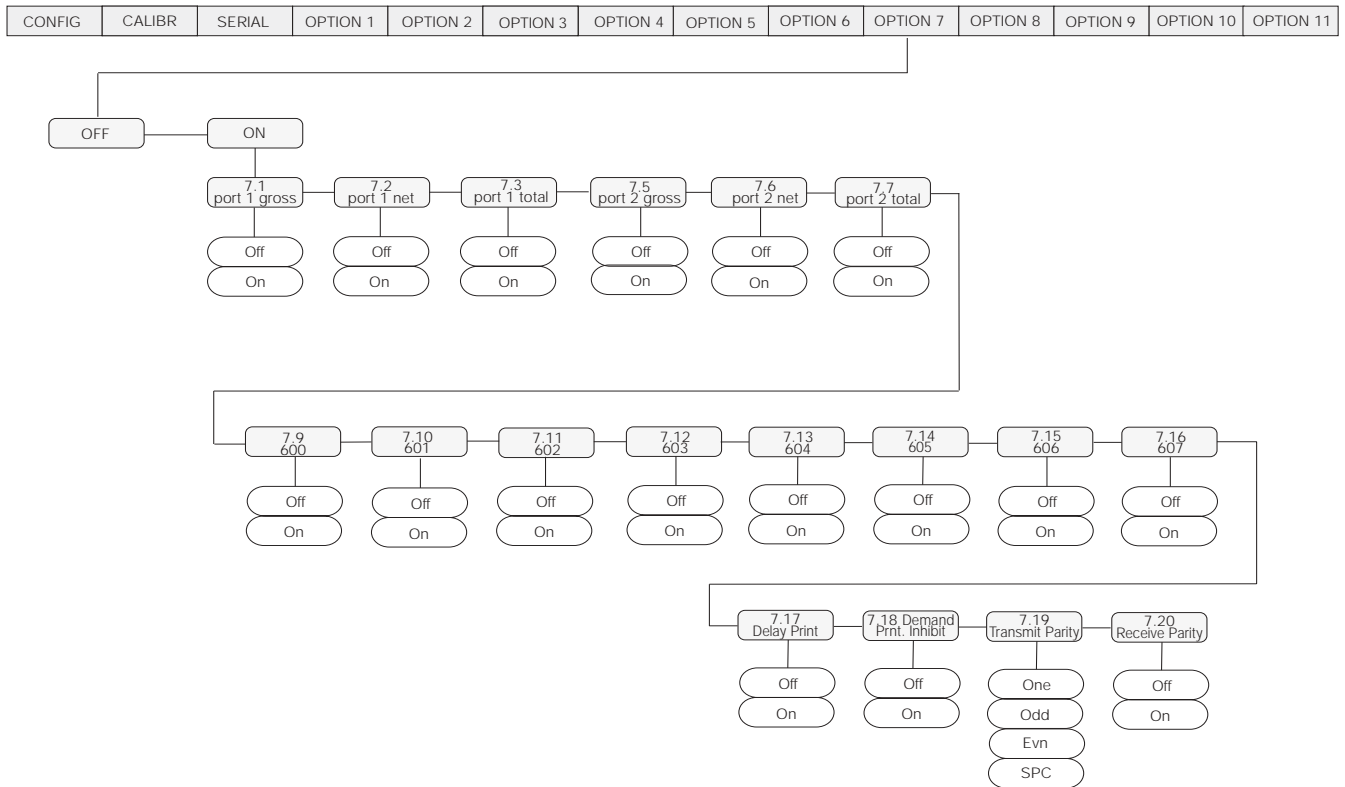 CONFIG CALIBR SERIAL OPTION 1 OPTION 2 OPTION 3 OPTION 4 OPTION 5 OPTION 6 OPTION 7 OPTION 8 OPTION 9 OPTION 10 OPTION 11
OFF ON
7.1 7.2 7.3 7.5 7.6 7.7
port 1 gross port 1 net port 1 total port 2 gross port 2 net port 2 total
Off Off Off Off Off Off
On On On On On On
7.9 7.10 7.11 7.12 7.13 7.14 7.15 7.16
600 601 602 603 604 605 606 607
Off Off Off Off Off Off Off Off
On On On On On On On On
7.17 7.18 Demand 7.19 7.20
Delay Print Prnt. Inhibit Transmit Parity Receive Parity
Off Off One Off
On On Odd On
Evn
SPC